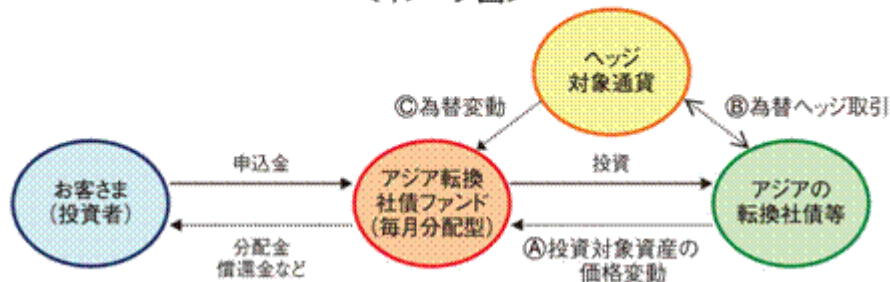 ヘッジ
対象通貨
Ⓒ為替変動
Ⓑ為替ヘッジ取引
申込金
投資
お客さま
(投資者)
アジア転換
社債ファンド
(毎月分配型)
アジアの
転換社債等
分配金
償還金など
Ⓐ投資対象資産の
価格変動